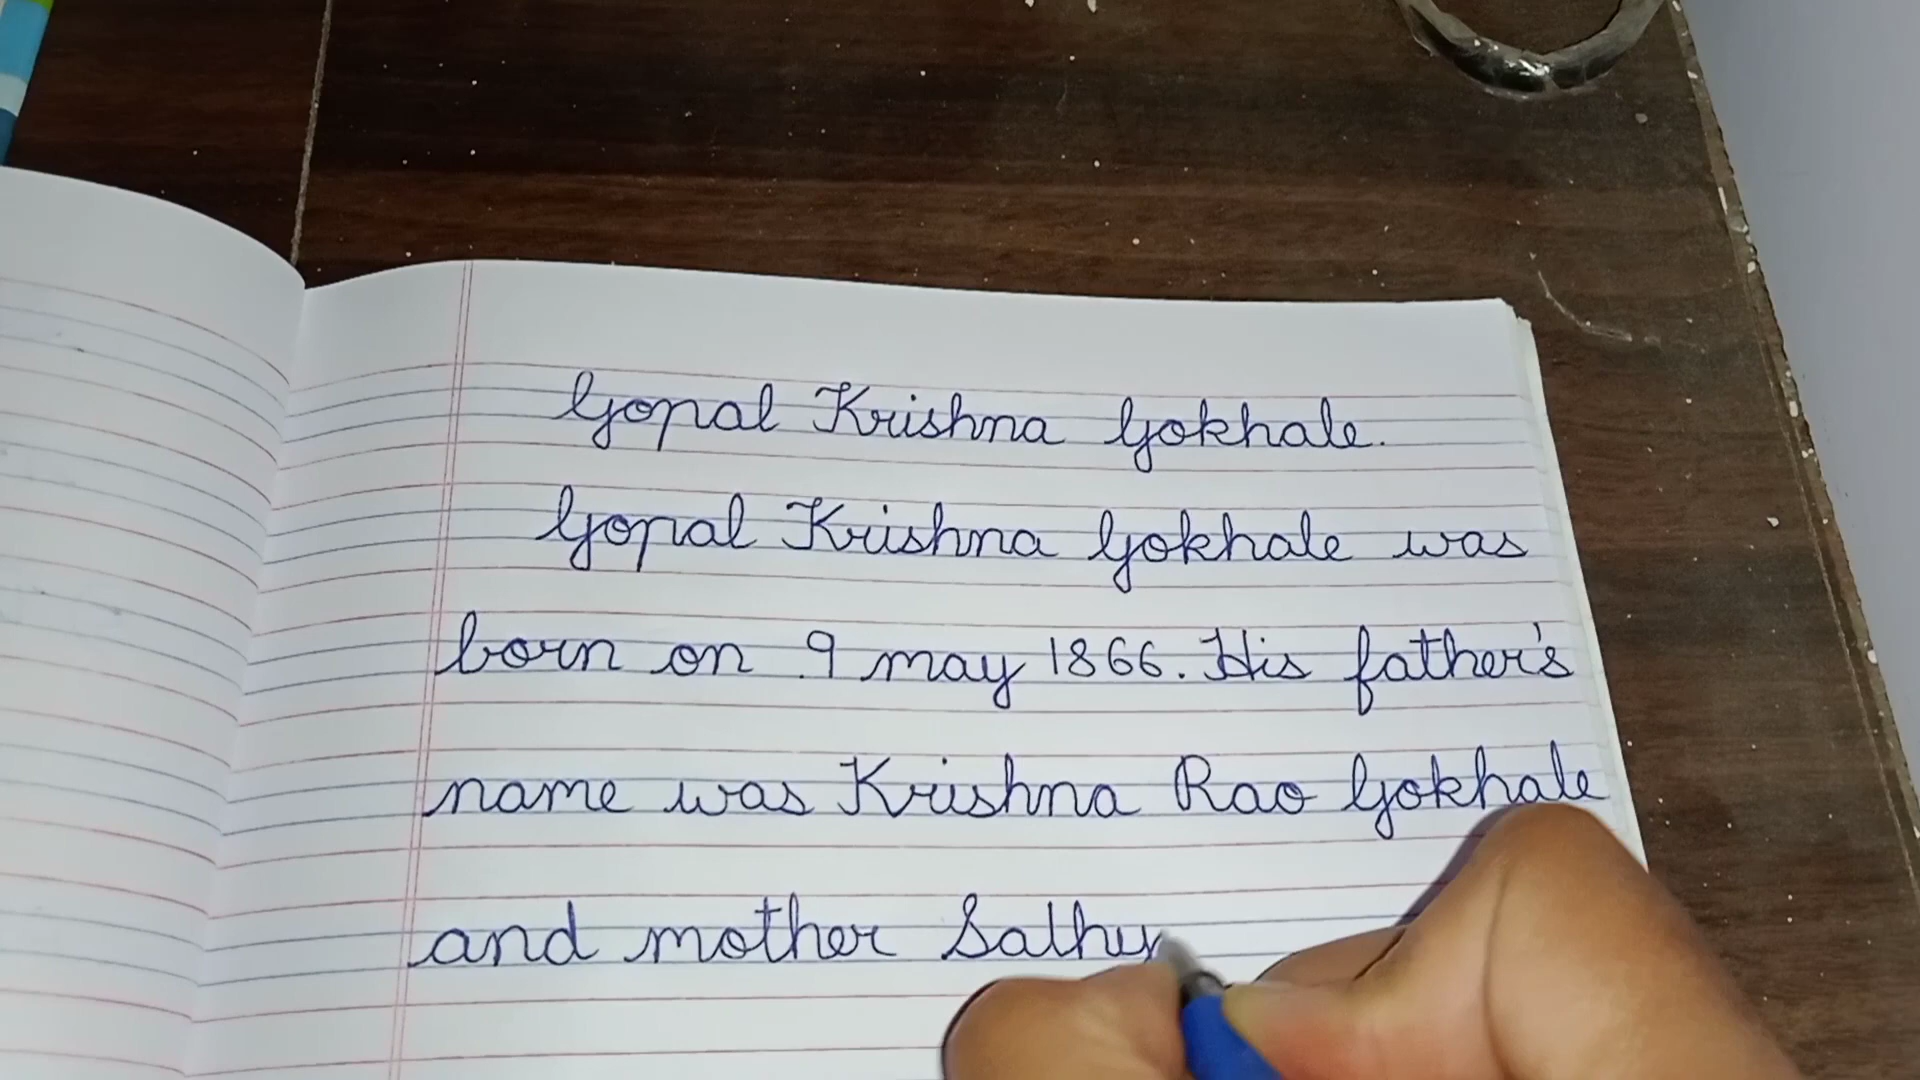 Gopal Krishna Gokhale.
Gopal Krishna Gokhale was
born on 9 may 1866. His father's
name was Krishna Rao Gokhale
and mother